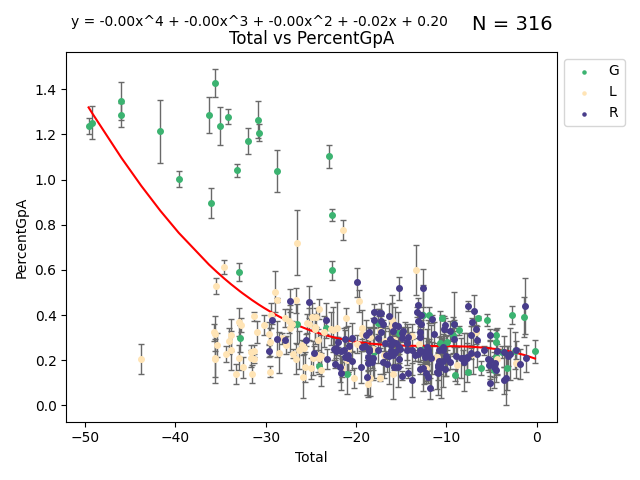 y = -0.00x^4 + -0.00x^3 + -0.00x^2 + -0.02x + 0.20
N = 316
Total vs PercentGpA
G
L
R
PercentGpA
1.4
1.2
1.0
0.8
0.6
0.4
0.2
0.0
−50
−40
−30
−20
−10
0
Total